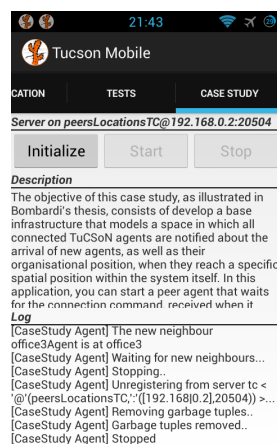 21:43
29
Tucson Mobile
CATION
TESTS
CASE STUDY
Server on peersLocationsTC@192.168.0.2:20504
Initialize
Start
Stop
Description
The objective of this case study, as illustrated in
Bombardi's thesis, consists of develop a base
infrastructure that models a space in which all
connected TuCSoN agents are notified about the
arrival of new agents, as well as their
organisational position, when they reach a specific
spatial position within the system itself. In this
application, you can start a peer agent that waits
for the connection command, received when it
Log
[CaseStudy Agent] The new neighbour
office3Agent is at office3
[CaseStudy Agent] Waiting for new neighbours...
[CaseStudy Agent] Stopping..
[CaseStudy Agent] Unregistering from server tc <
'@'(peersLocationsTC,':'([192.168|0.2],20504)) >...
[CaseStudy Agent] Removing garbage tuples..
[CaseStudy Agent] Garbage tuples removed..
[CaseStudy Agent] Stopped